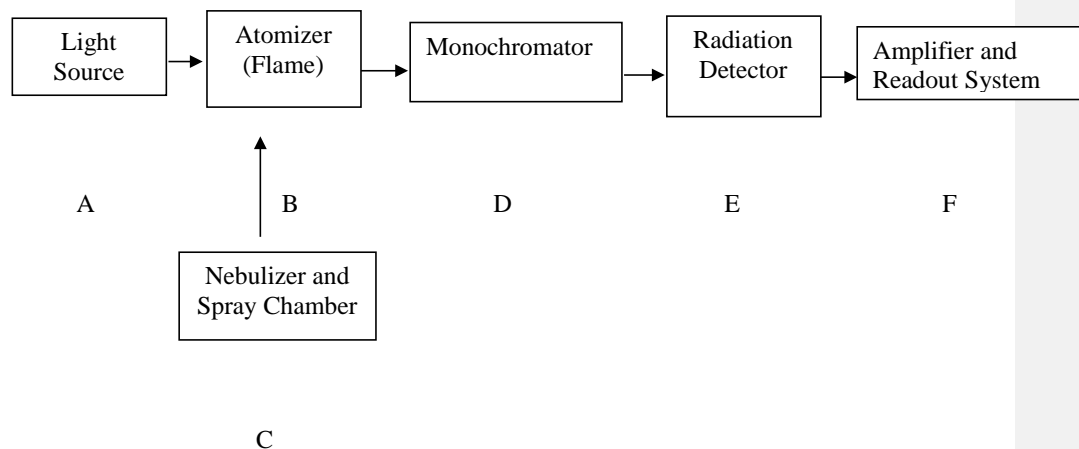 Light
Source
Atomizer
(Flame)
Monochromator
Radiation
Detector
Amplifier and
Readout System
A
B
D
E
F
Nebulizer and
Spray Chamber
C